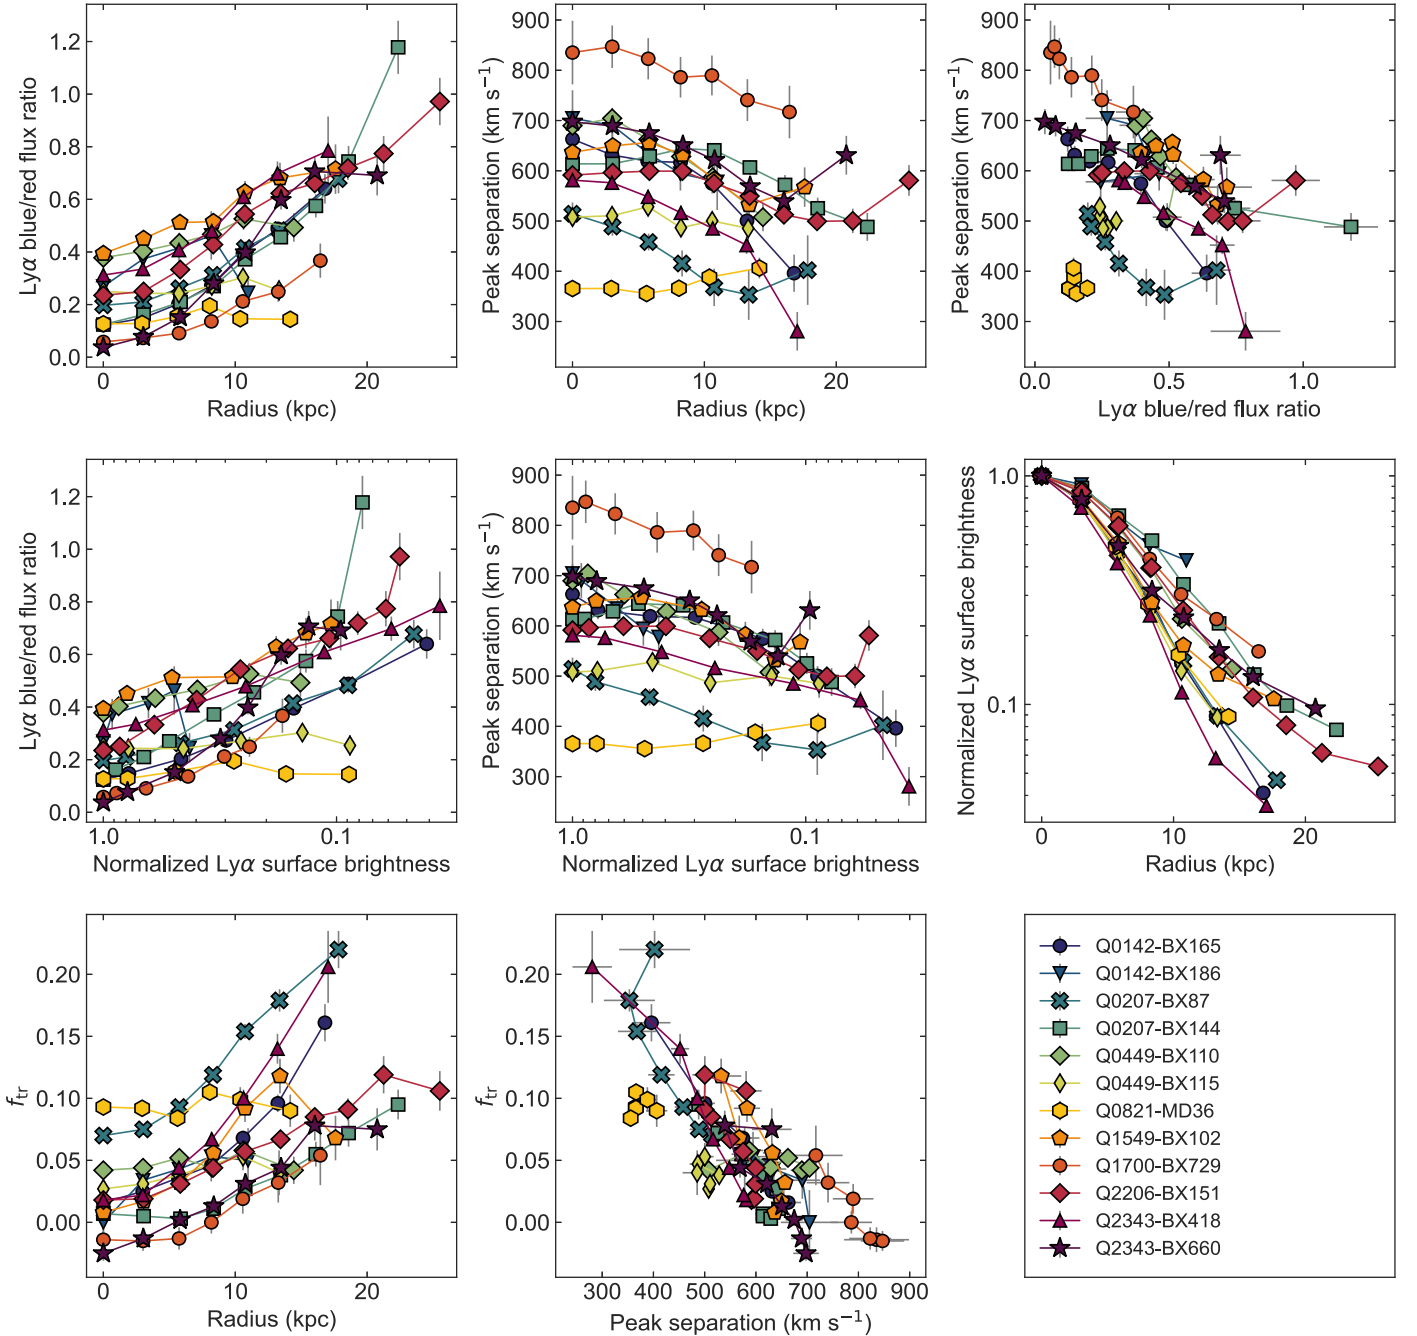 1.2
1.0
0.8
0.6
0.4
0.2
0.0
Lyα blue/red flux ratio
0
10
20
Radius (kpc)
900
800
700
600
500
400
300
Peak separation (km s⁻¹)
0
10
20
Radius (kpc)
900
800
700
600
500
400
300
Peak separation (km s⁻¹)
0.0
0.5
1.0
Lyα blue/red flux ratio
1.2
1.0
0.8
0.6
0.4
0.2
0.0
Lyα blue/red flux ratio
1.0
0.1
Normalized Lyα surface brightness
900
800
700
600
500
400
300
Peak separation (km s⁻¹)
1.0
0.1
Normalized Lyα surface brightness
1.0
0.1
Normalized Lyα surface brightness
0
10
20
Radius (kpc)
0.20
0.15
0.10
0.05
0.00
f_tr
0
10
20
Radius (kpc)
0.20
0.15
0.10
0.05
0.00
f_tr
300 400 500 600 700 800 900
Peak separation (km s⁻¹)
Q0142-BX165
Q0142-BX186
Q0207-BX87
Q0207-BX144
Q0449-BX110
Q0449-BX115
Q0821-MD36
Q1549-BX102
Q1700-BX729
Q2206-BX151
Q2343-BX418
Q2343-BX660